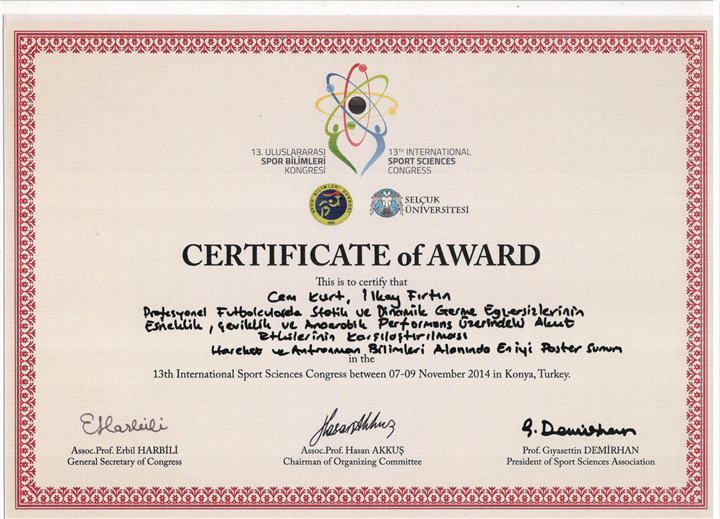 13. ULUSLARARASI
SPOR BİLİMLERİ
KONGRESİ
13TH INTERNATIONAL
SPORT SCIENCES
CONGRESS
SELÇUK
ÜNİVERSİTESİ
CERTIFICATE of AWARD
This is to certify that
Cem Kurt, İlkay Fırtın
Profesyonel Futbolcularda Statik ve Dinamik Germe Egzersizlerinin
Esneklik, Çeviklik ve Anaerobik Performans Üzerindeki Akut
Etkilerinin Karşılaştırılması
Hareket ve Antrenman Bilimleri Alanında En iyi Poster Sunum
in the
13th International Sport Sciences Congress between 07-09 November 2014 in Konya, Turkey.
Assoc.Prof. Erbil HARBİLİ
General Secretary of Congress
Assoc.Prof. Hasan AKKUŞ
Chairman of Organizing Committee
G. Demirhan
Prof. Gıyasettin DEMİRHAN
President of Sport Sciences Association